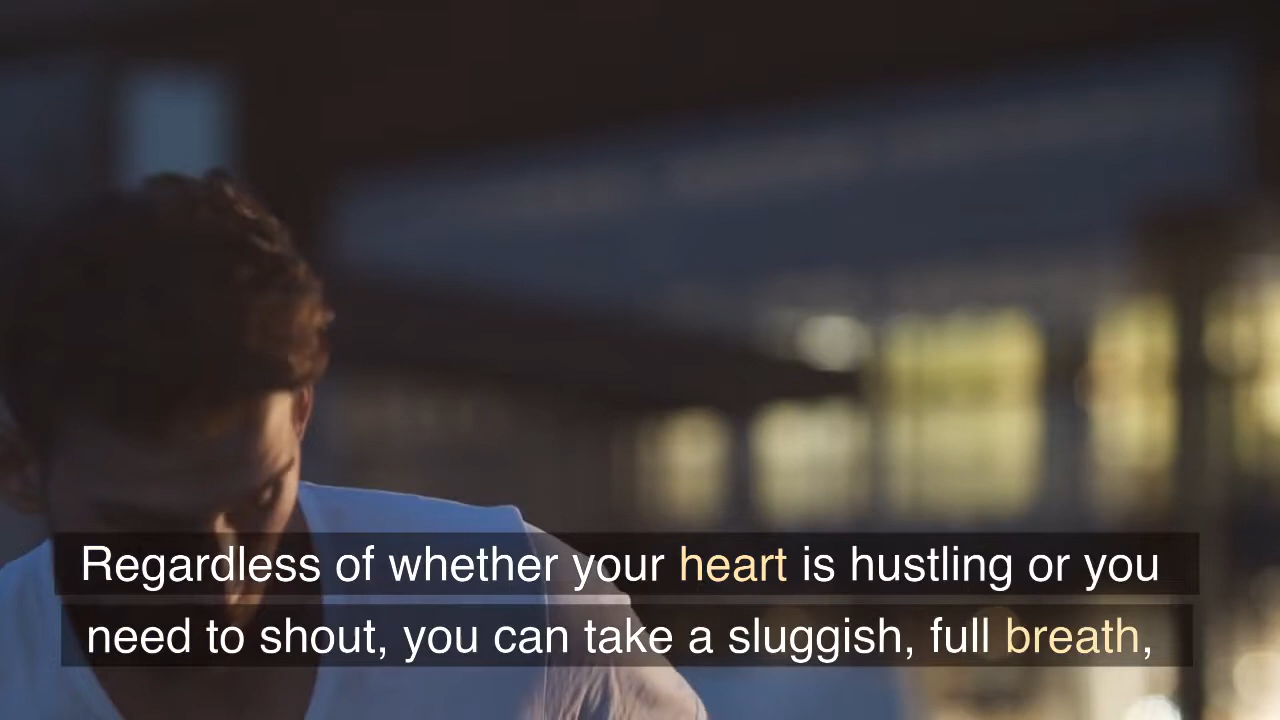 Regardless of whether your heart is hustling or you
need to shout, you can take a sluggish, full breath,